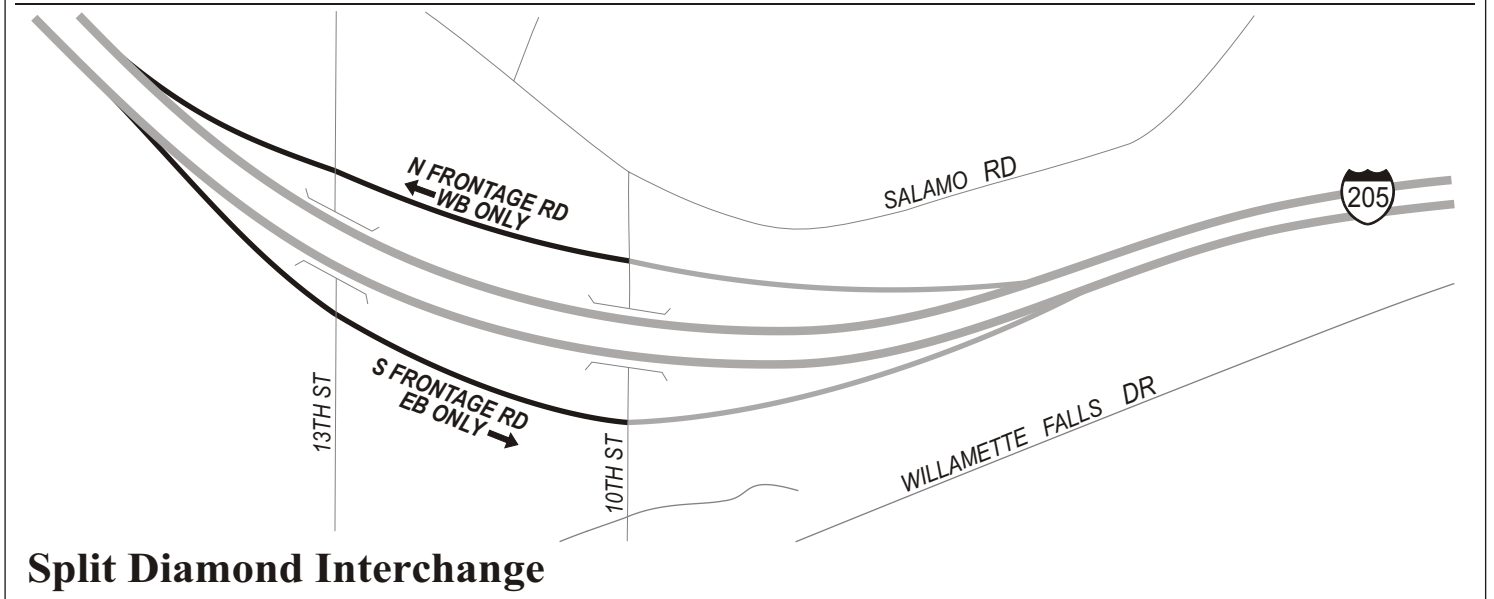 N FRONTAGE RD
WB ONLY
SALAMO RD
205
S FRONTAGE RD
EB ONLY
13TH ST
10TH ST
WILLAMETTE FALLS DR
Split Diamond Interchange